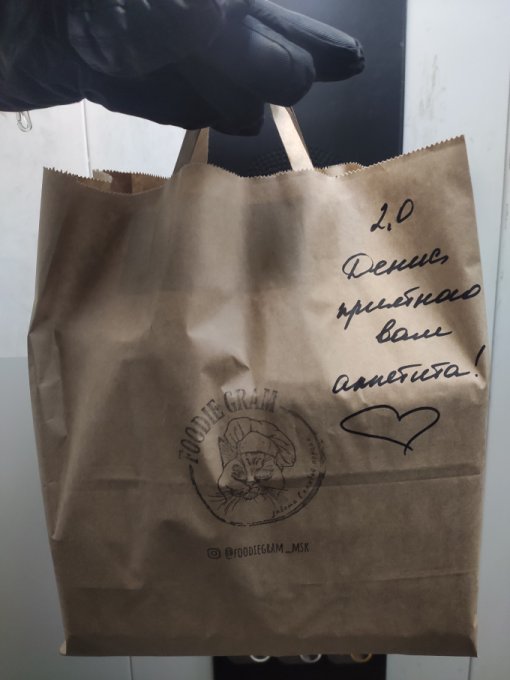 2,0
Денис,
приятного
вам
аппетита!
FOODIE GRAM
@FOODIEGRAM_MSK